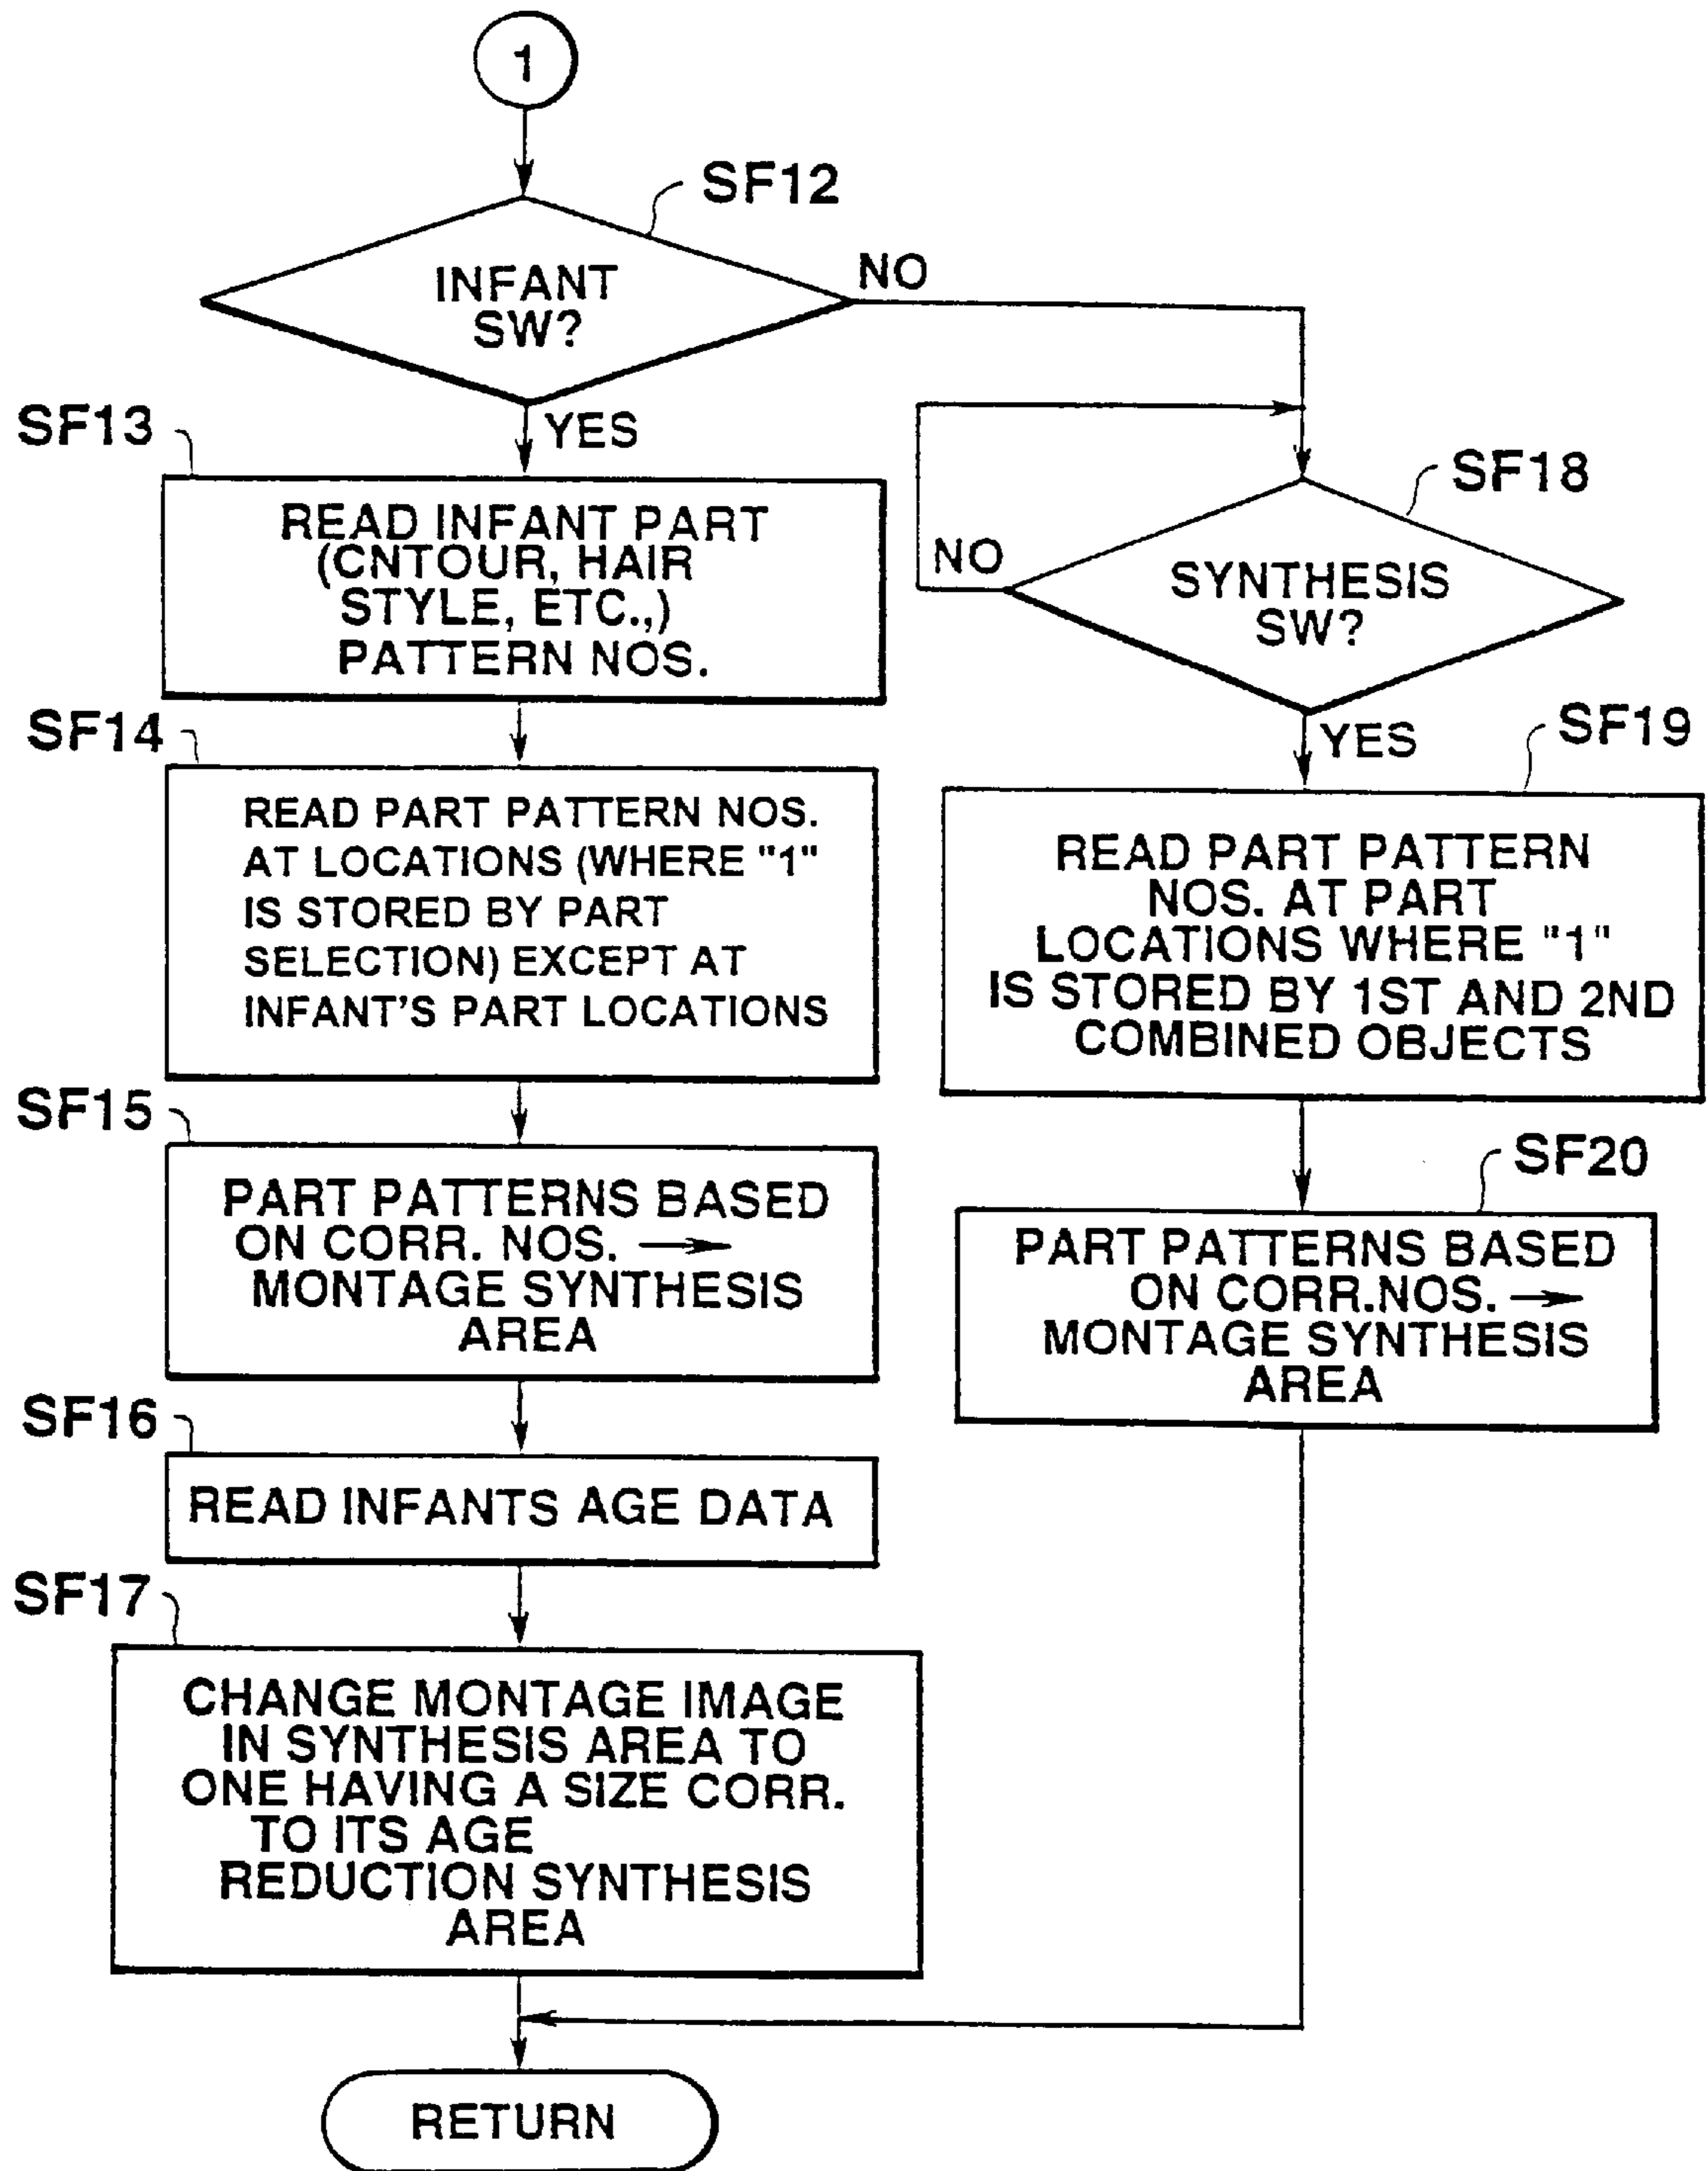 1
SF12
INFANT
SW?
NO
YES
SF13
READ INFANT PART
(CNTOUR, HAIR
STYLE, ETC.,)
PATTERN NOS.
SF14
READ PART PATTERN NOS.
AT LOCATIONS (WHERE "1"
IS STORED BY PART
SELECTION) EXCEPT AT
INFANT'S PART LOCATIONS
SF15
PART PATTERNS BASED
ON CORR. NOS. →
MONTAGE SYNTHESIS
AREA
SF16
READ INFANTS AGE DATA
SF17
CHANGE MONTAGE IMAGE
IN SYNTHESIS AREA TO
ONE HAVING A SIZE CORR.
TO ITS AGE
REDUCTION SYNTHESIS
AREA
SF18
SYNTHESIS
SW?
NO
YES
SF19
READ PART PATTERN
NOS. AT PART
LOCATIONS WHERE "1"
IS STORED BY 1ST AND 2ND
COMBINED OBJECTS
SF20
PART PATTERNS BASED
ON CORR.NOS. →
MONTAGE SYNTHESIS
AREA
RETURN